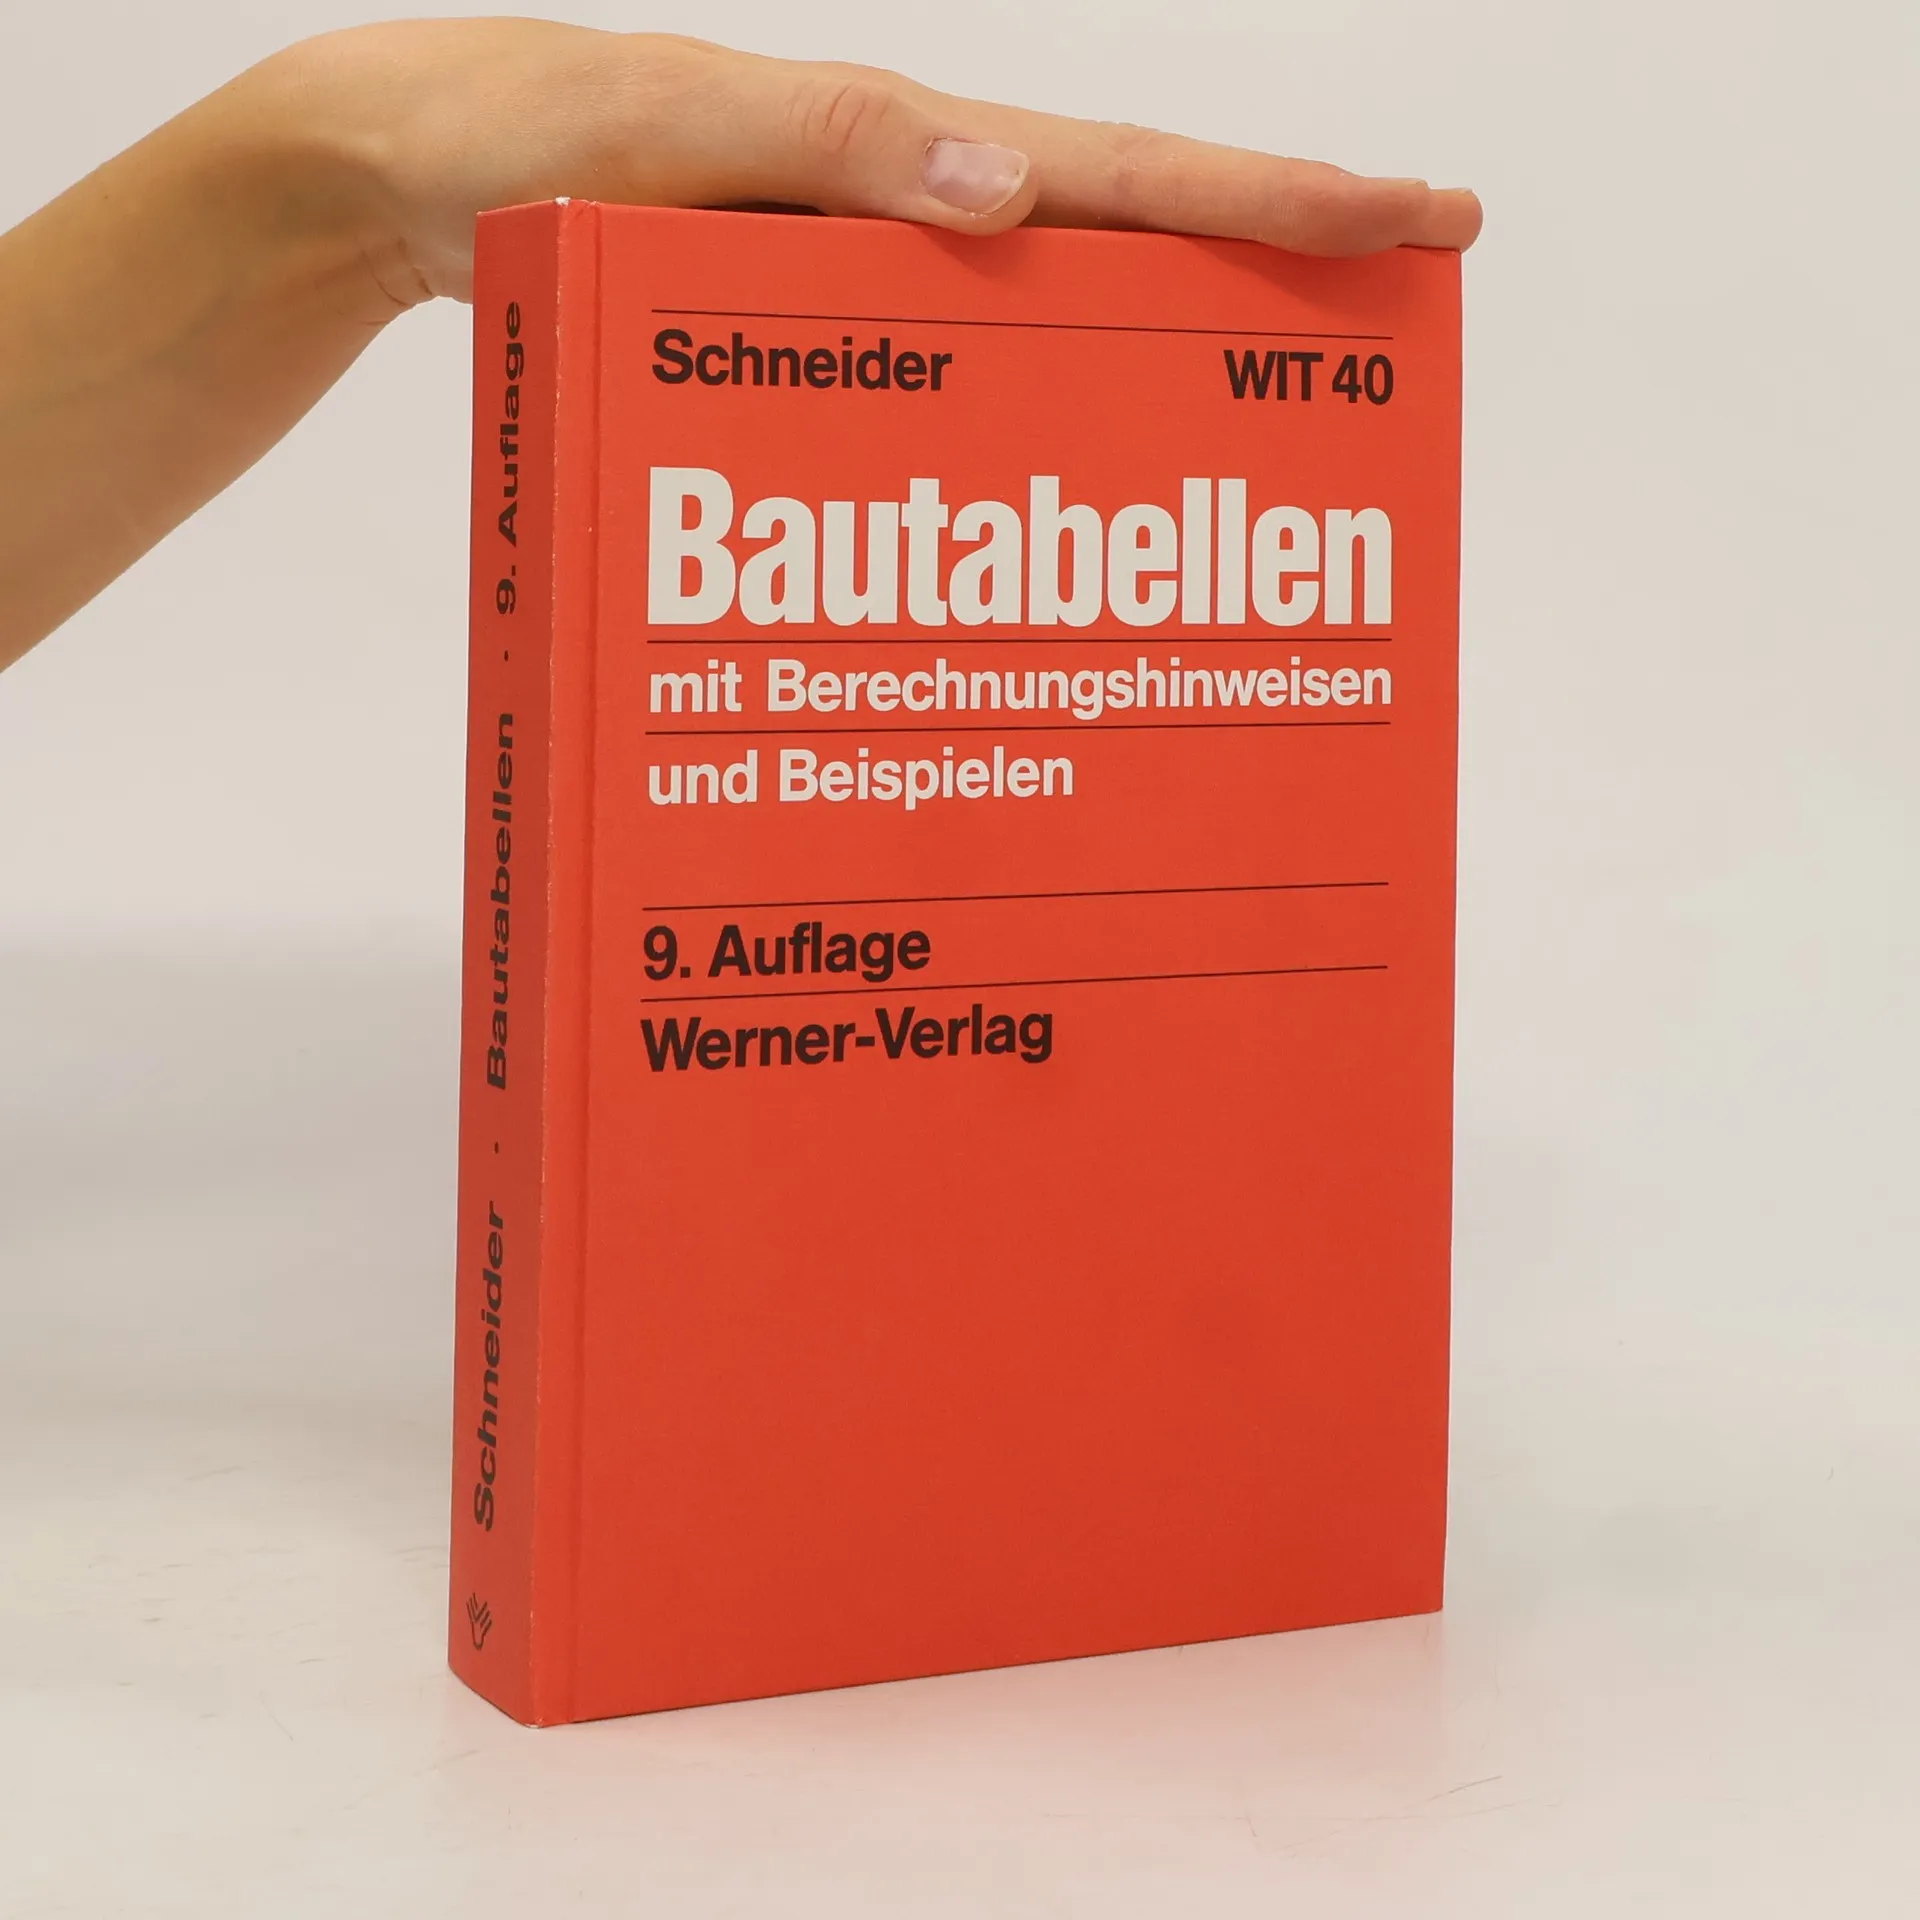 Schneider WIT 40
Bautabellen
mit Berechnungshinweisen
und Beispielen
9. Auflage
Werner-Verlag
Schneider · Bautabellen · 9. Auflage